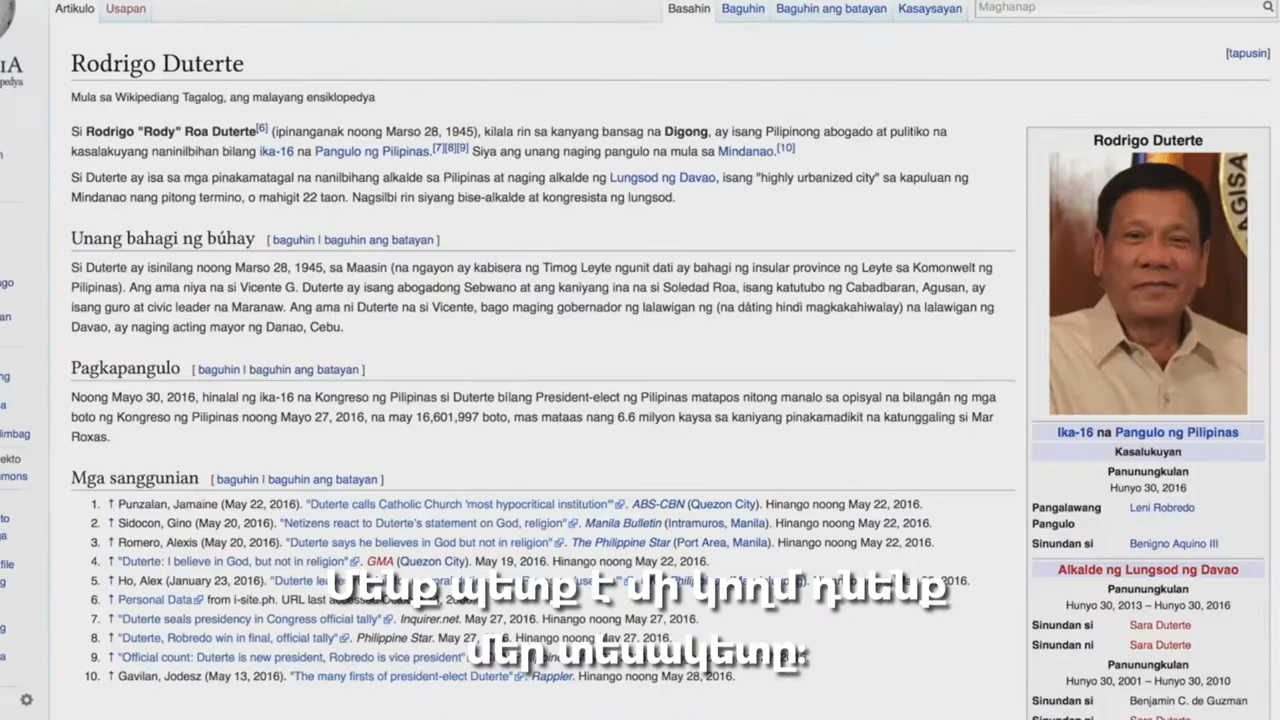 Artikulo Usapan Basahin Baguhin Baguhin ang batayan Kasaysayan Maghanap
Rodrigo Duterte
[tapusin]
Mula sa Wikipediang Tagalog, ang malayang ensiklopedya
Si Rodrigo "Rody" Roa Duterte[6] (ipinanganak noong Marso 28, 1945), kilala rin sa kanyang bansag na Digong, ay isang Pilipinong abogado at pulitiko na
kasalakuyang naninilbihan bilang ika-16 na Pangulo ng Pilipinas.[7][8][9] Siya ang unang naging pangulo na mula sa Mindanao.[10]
Si Duterte ay isa sa mga pinakamatagal na nanilbihang alkalde sa Pilipinas at naging alkalde ng Lungsod ng Davao, isang "highly urbanized city" sa kapuluan ng
Mindanao nang pitong termino, o mahigit 22 taon. Nagsilbi rin siyang bise-alkalde at kongresista ng lungsod.
Unang bahagi ng búhay [ baguhin | baguhin ang batayan ]
Si Duterte ay isinilang noong Marso 28, 1945, sa Maasin (na ngayon ay kabisera ng Timog Leyte ngunit dati ay bahagi ng insular province ng Leyte sa Komonwelt ng
Pilipinas). Ang ama niya na si Vicente G. Duterte ay isang abogadong Sebwano at ang kaniyang ina na si Soledad Roa, isang katutubo ng Cabadbaran, Agusan, ay
isang guro at civic leader na Maranaw. Ang ama ni Duterte na si Vicente, bago maging gobernador ng lalawigan ng (na dáting hindi magkakahiwalay) na lalawigan ng
Davao, ay naging acting mayor ng Danao, Cebu.
Pagkapangulo [ baguhin | baguhin ang batayan ]
Noong Mayo 30, 2016, hinalal ng ika-16 na Kongreso ng Pilipinas si Duterte bilang President-elect ng Pilipinas matapos nitong manalo sa opisyal na bilangán ng mga
boto ng Kongreso ng Pilipinas noong Mayo 27, 2016, na may 16,601,997 boto, mas mataas nang 6.6 milyon kaysa sa kaniyang pinakamadikit na katunggaling si Mar
Roxas.
Mga sanggunian [ baguhin | baguhin ang batayan ]
1. ↑ Punzalan, Jamaine (May 22, 2016). "Duterte calls Catholic Church 'most hypocritical institution'". ABS-CBN (Quezon City). Hinango noong May 22, 2016.
2. ↑ Sidocon, Gino (May 20, 2016). "Netizens react to Duterte's statement on God, religion". Manila Bulletin (Intramuros, Manila). Hinango noong May 22, 2016.
3. ↑ Romero, Alexis (May 20, 2016). "Duterte says he believes in God but not in religion". The Philippine Star (Port Area, Manila). Hinango noong May 22, 2016.
4. ↑ "Duterte: I believe in God, but not in religion". GMA (Quezon City). May 19, 2016. Hinango noong May 22, 2016.
5. ↑ Ho, Alex (January 23, 2016). "Duterte
6. ↑ Personal Data from i-site.ph. URL last
7. ↑ "Duterte seals presidency in Congress official tally". Inquirer.net. May 27, 2016. Hinango noong May 27, 2016.
8. ↑ "Duterte, Robredo win in final, official tally". Philippine Star. May 27, 2016. Hinango noong May 27, 2016.
9. ↑ "Official count: Duterte is new president, Robredo is vice president". 27, 2016.
10. ↑ Gavilan, Jodesz (May 13, 2016). "The many firsts of president-elect Duterte". Rappler. Hinango noong May 28, 2016.
Rodrigo Duterte
Ika-16 na Pangulo ng Pilipinas
Kasalukuyan
Panunungkulan
Hunyo 30, 2016
Pangalawang Pangulo Leni Robredo
Sinundan si Benigno Aquino III
Alkalde ng Lungsod ng Davao
Panunungkulan
Hunyo 30, 2013 – Hunyo 30, 2016
Sinundan si Sara Duterte
Sinundan ni Sara Duterte
Panunungkulan
Hunyo 30, 2001 – Hunyo 30, 2010
Sinundan si Benjamin C. de Guzman
Մենք պետք է մի կողմ դնենք
մեր տեսակետը: